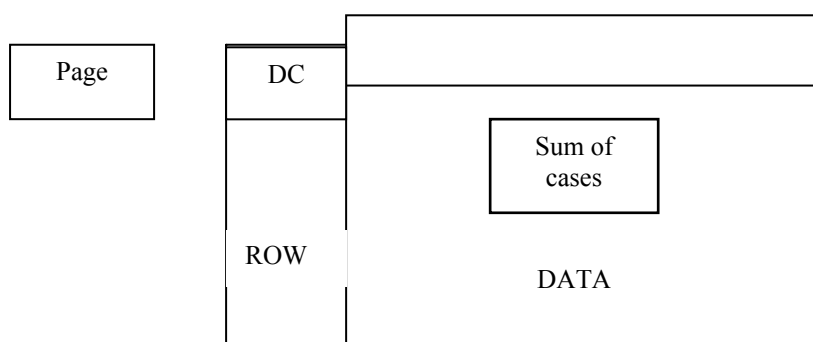 Page
DC
Sum of
cases
ROW
DATA